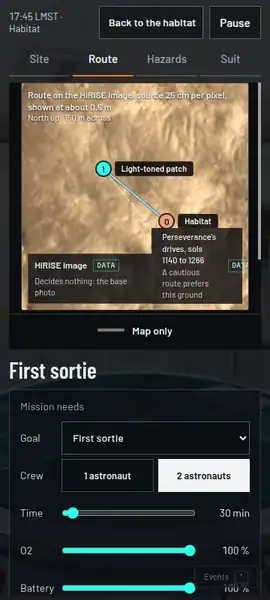 17:45 LMST ·
Habitat
Back to the habitat
Pause
Site
Route
Hazards
Suit
Route on the HiRISE image, source 25 cm per pixel,
shown at about 0.5 m
North up · 150 m across
1
Light-toned patch
0
Habitat
Perseverance's
drives, sols
1140 to 1266
A cautious
route prefers
this ground
HiRISE image
DATA
Decides nothing: the base
photo
DATA
Map only
First sortie
Mission needs
Goal
First sortie
Crew
1 astronaut
2 astronauts
Time
30 min
O2
100 %
Events
Battery
100 %